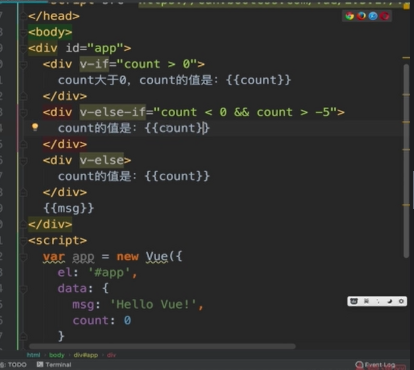 </head>
<body>
<div id="app">
<div v-if="count > 0">
count大于0, count的值是: {{count}}
</div>
<div v-else-if="count < 0 && count > -5">
count的值是: {{count}}
</div>
<div v-else>
count的值是: {{count}}
</div>
{{msg}}
</div>
<script>
var app = new Vue({
el: '#app',
data: {
msg: 'Hello Vue!',
count: 0
}
html › body › div#app › div
TODO Terminal Event Log